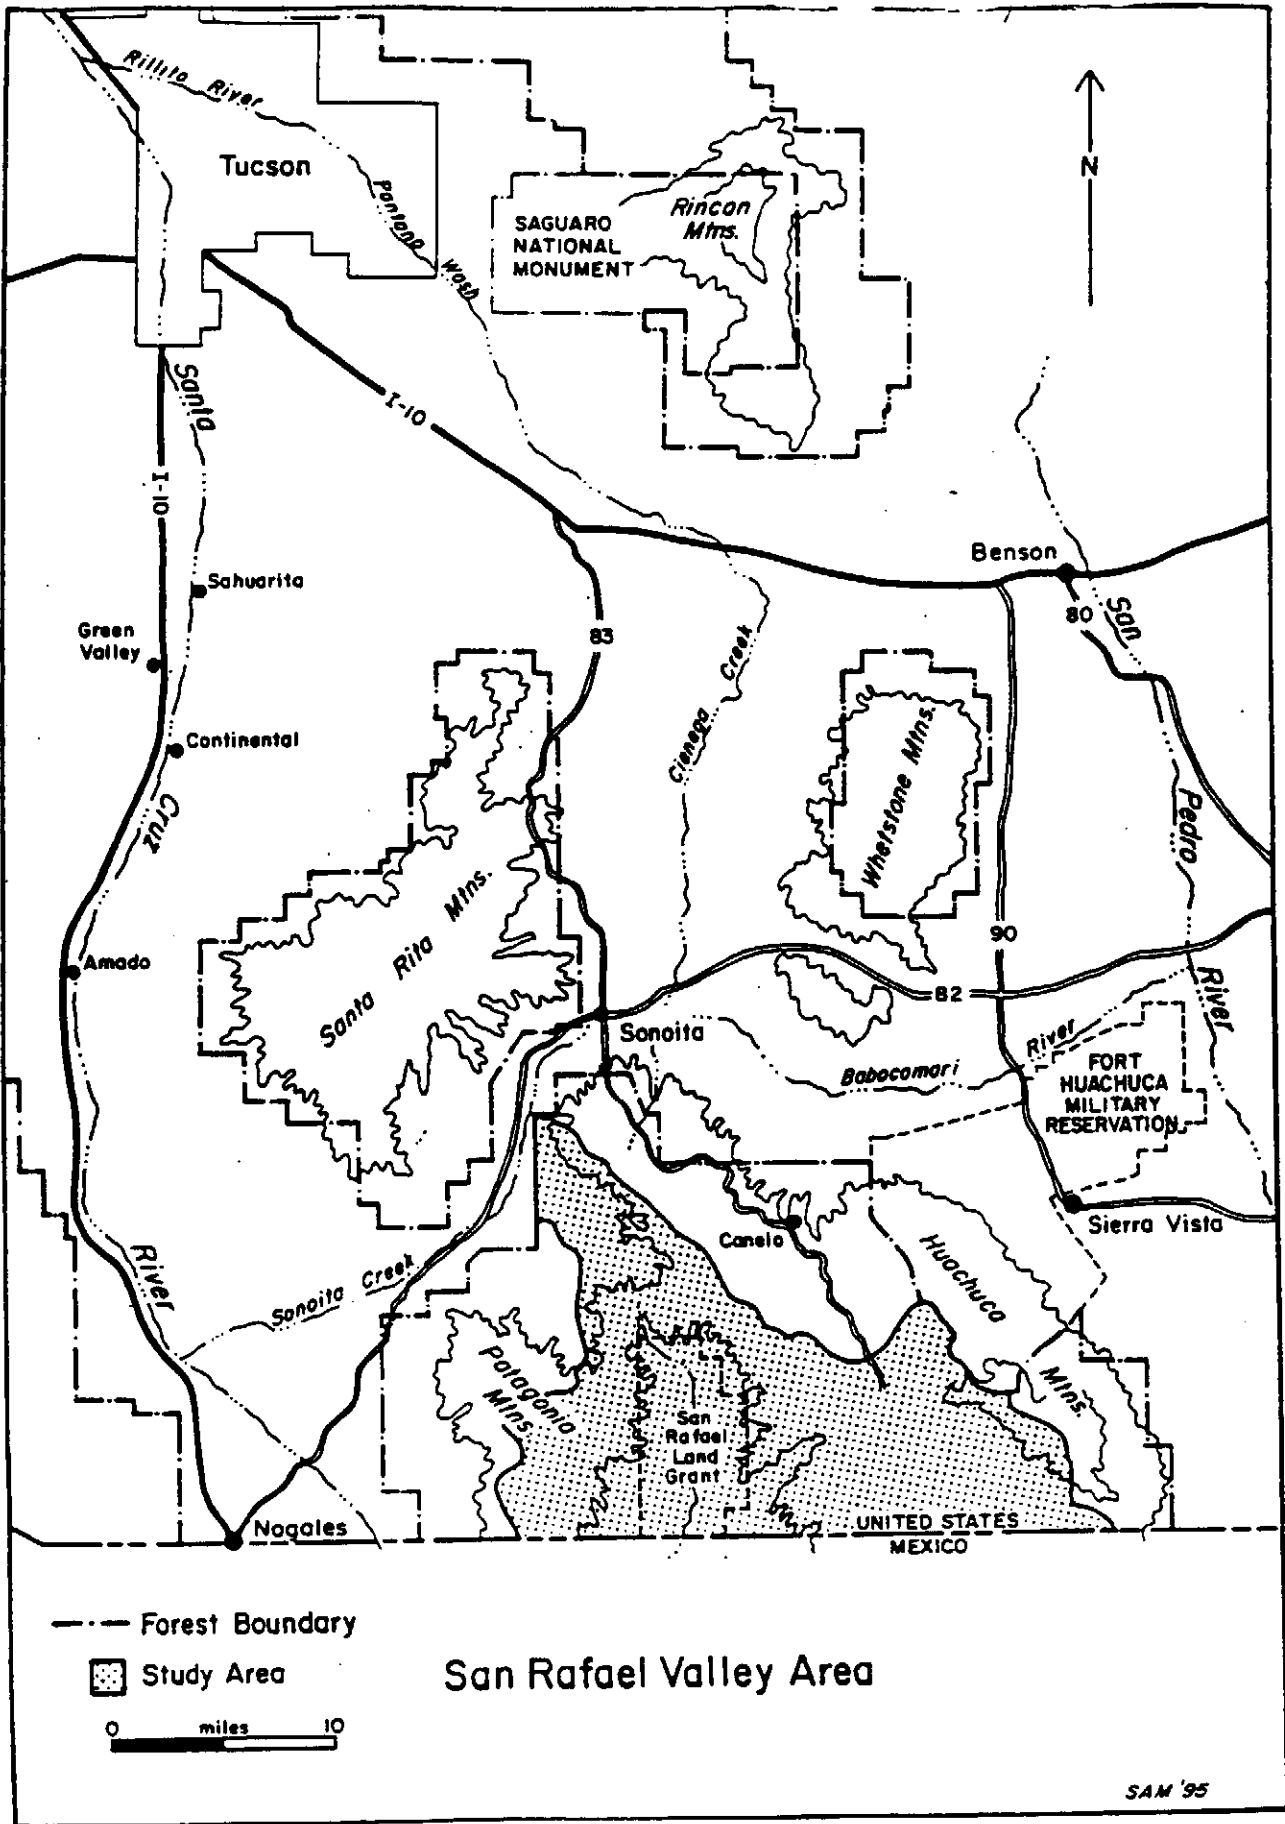 Rillito River
Tucson
Pantano
Wash
N
Rincon
Mtns.
SAGUARO
NATIONAL
MONUMENT
I-10
Santa
I-10
Benson
Sahuarita
San
80
Green
Valley
83
Creek
Continental
Cienega
Whetstone Mtns.
Cruz
Pedro
Santa Rita Mtns.
90
Amado
82
River
Sonoita
River
Babocomari
FORT
HUACHUCA
MILITARY
RESERVATION
Sierra Vista
Canelo
Huachuca
River
Sonoita Creek
Patagonia
Mtns.
Mtns.
San
Rafael
Land
Grant
Nogales
UNITED STATES
MEXICO
Forest Boundary
Study Area
San Rafael Valley Area
0 miles 10
SAM '95